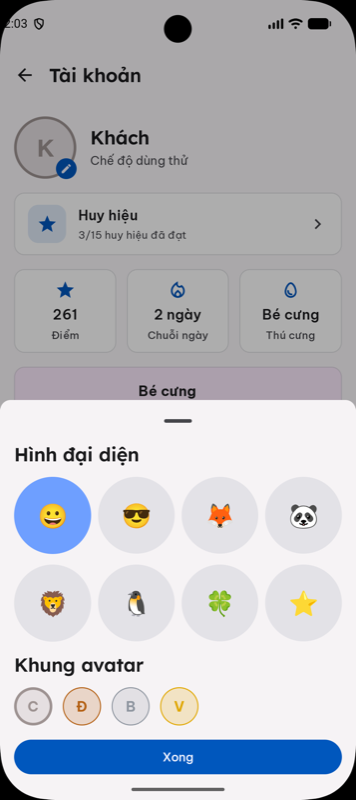 2:03
Tài khoản
K
Khách
Chế độ dùng thử
Huy hiệu
3/15 huy hiệu đã đạt
261
Điểm
2 ngày
Chuỗi ngày
Bé cưng
Thú cưng
Bé cưng
Hình đại diện
Khung avatar
C Đ B V
Xong